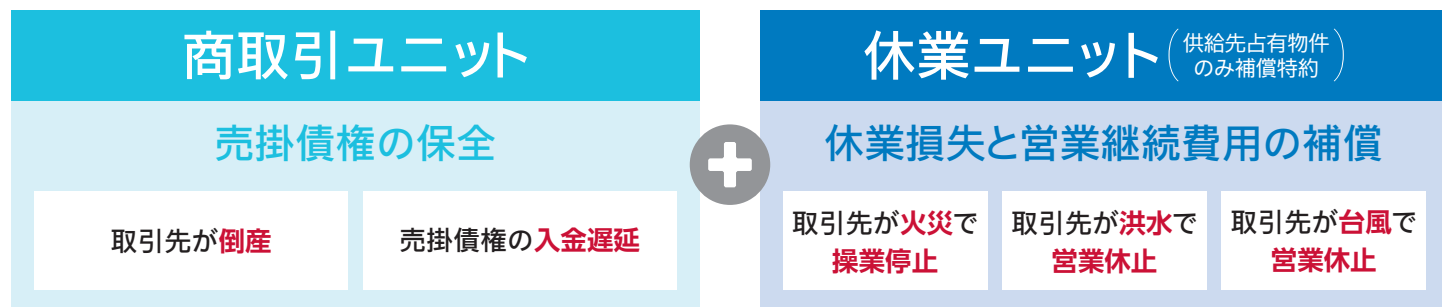 商取引ユニット
売掛債権の保全
取引先が倒産
売掛債権の入金遅延
休業ユニット(供給先占有物件
のみ補償特約)
休業損失と営業継続費用の補償
取引先が火災で
操業停止
取引先が洪水で
営業休止
取引先が台風で
営業休止